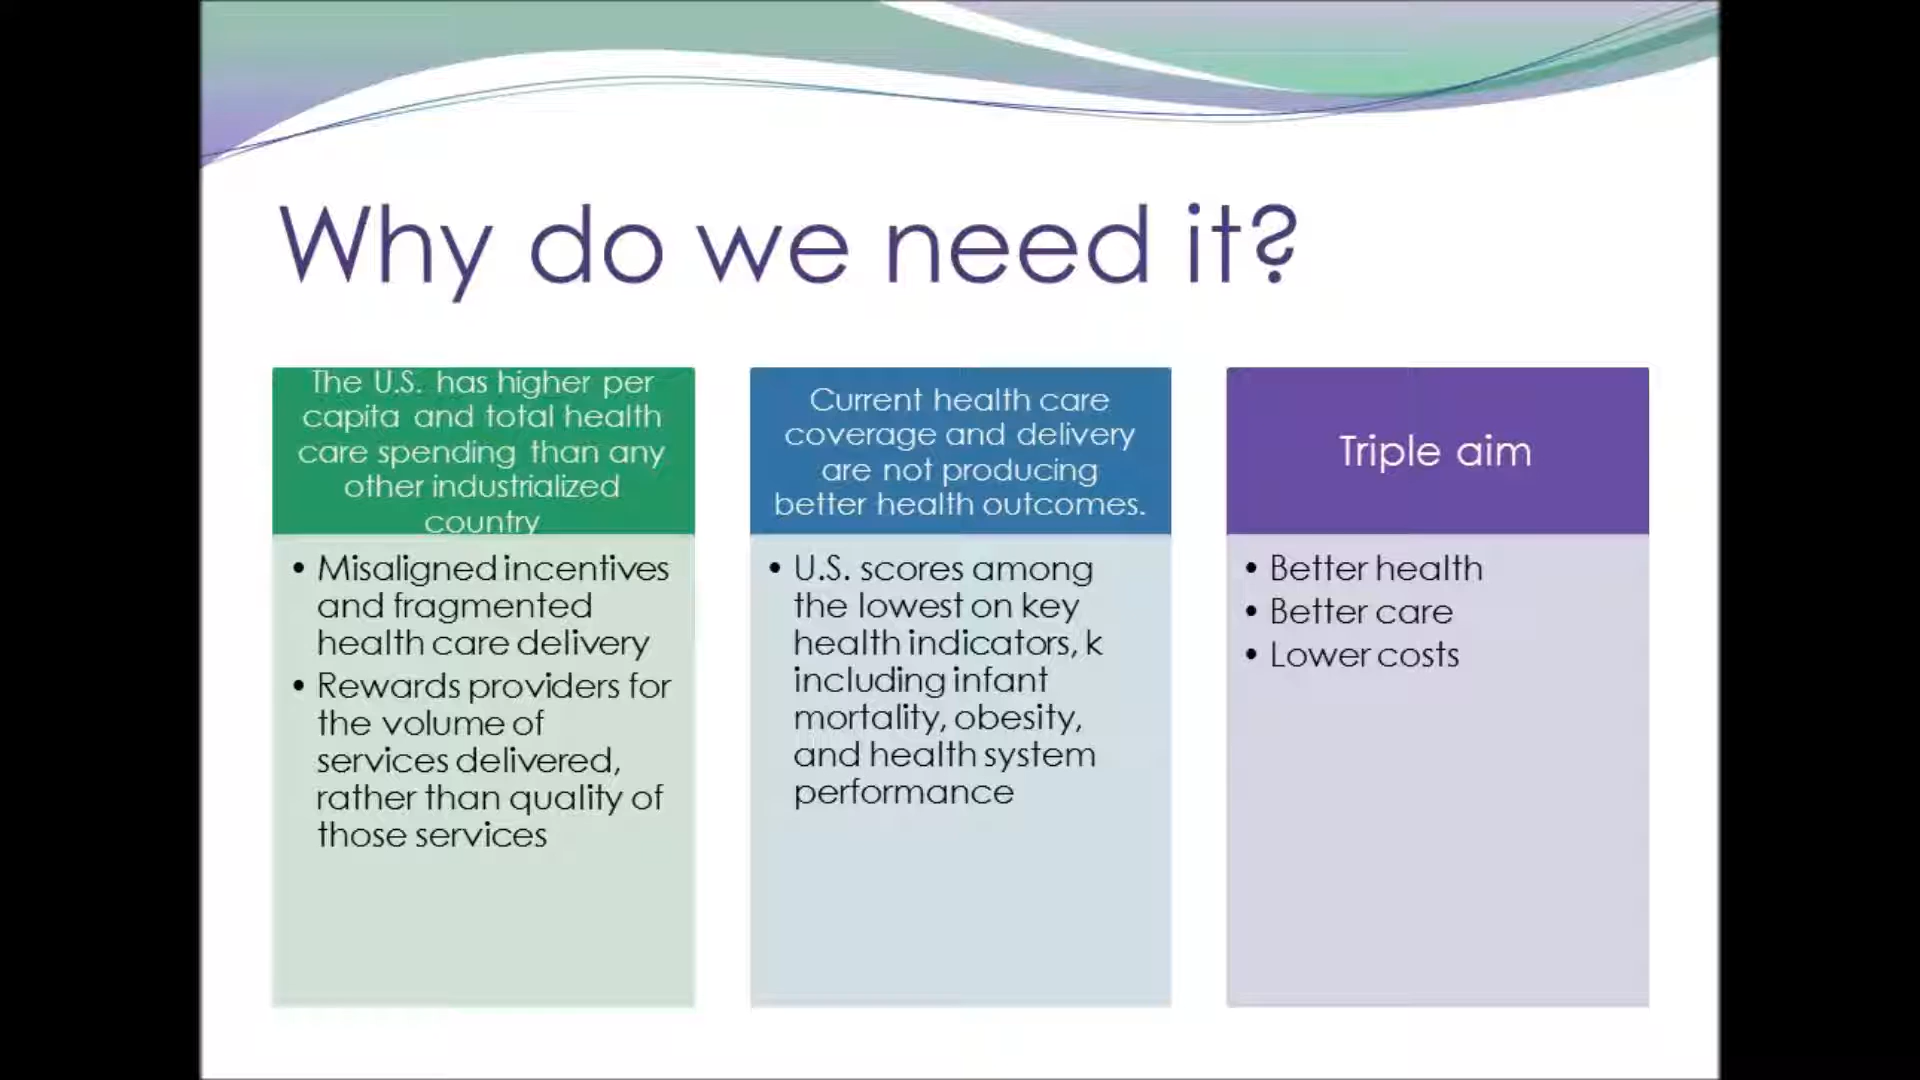 Why do we need it?
The U.S. has higher per
capita and total health
care spending than any
other industrialized
country
• Misaligned incentives
and fragmented
health care delivery
• Rewards providers for
the volume of
services delivered,
rather than quality of
those services
Current health care
coverage and delivery
are not producing
better health outcomes.
• U.S. scores among
the lowest on key
health indicators, k
including infant
mortality, obesity,
and health system
performance
Triple aim
• Better health
• Better care
• Lower costs